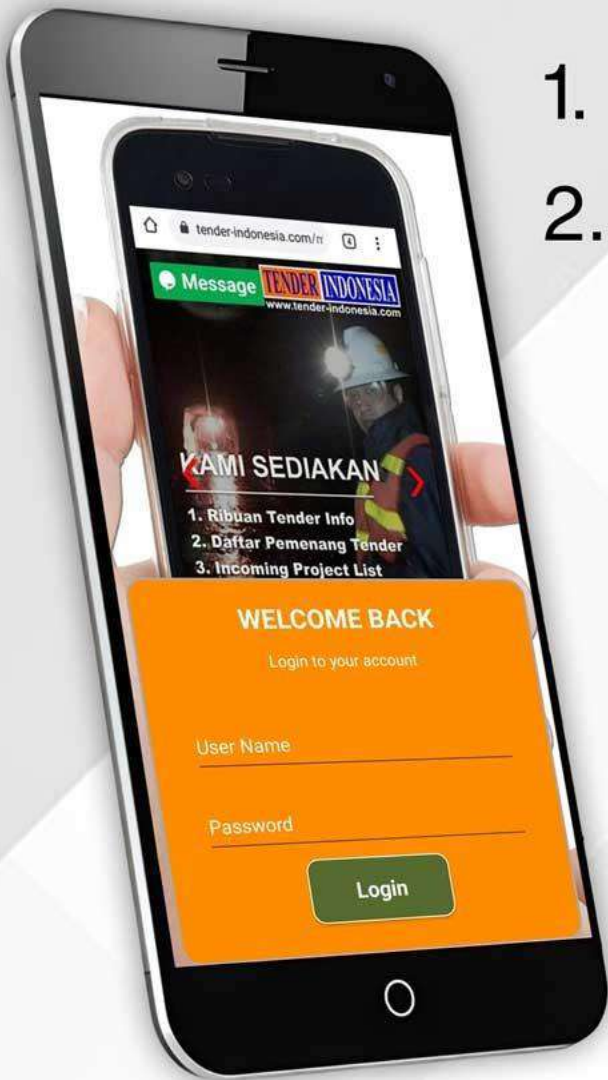 1.
2.
tender-indonesia.com/m
4
Message
TENDER INDONESIA
www.tender-indonesia.com
KAMI SEDIAKAN
1. Ribuan Tender Info
2. Daftar Pemenang Tender
3. Incoming Project List
WELCOME BACK
Login to your account
User Name
Password
Login